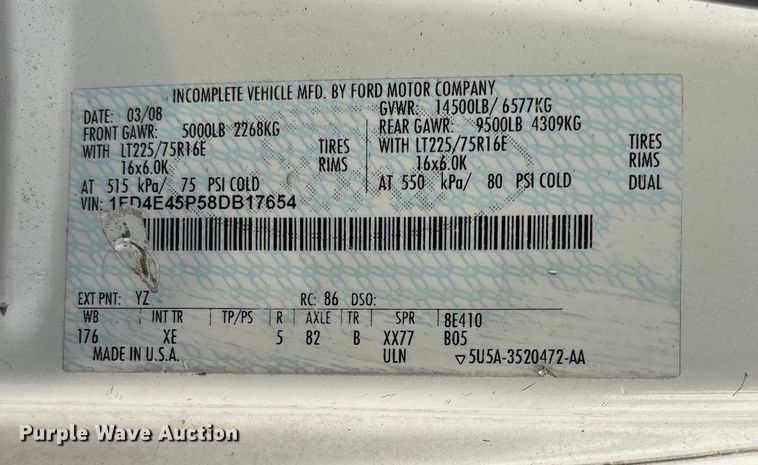 INCOMPLETE VEHICLE MFD. BY FORD MOTOR COMPANY
DATE: 03/08 GVWR: 14500LB/ 6577KG
FRONT GAWR: 5000LB 2268KG REAR GAWR: 9500LB 4309KG
WITH LT225/75R16E TIRES WITH LT225/75R16E TIRES
16x6.0K RIMS 16x6.0K RIMS
AT 515 kPa/ 75 PSI COLD AT 550 kPa/ 80 PSI COLD DUAL
VIN: 1FD4E45P58DB17654
EXT PNT: YZ RC: 86 DSO:
WB INT TR TP/PS R AXLE TR SPR 8E410
176 XE 5 82 B XX77 B05
MADE IN U.S.A. ULN ▽5U5A-3520472-AA
Purple Wave Auction